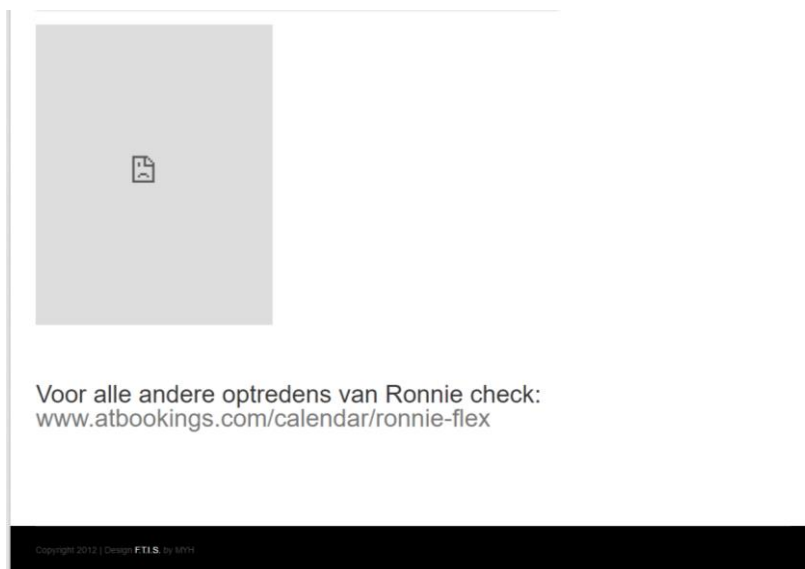 Voor alle andere optredens van Ronnie check:
www.atbookings.com/calendar/ronnie-flex
Copyright 2012 | Design F.T.I.S. by MYH